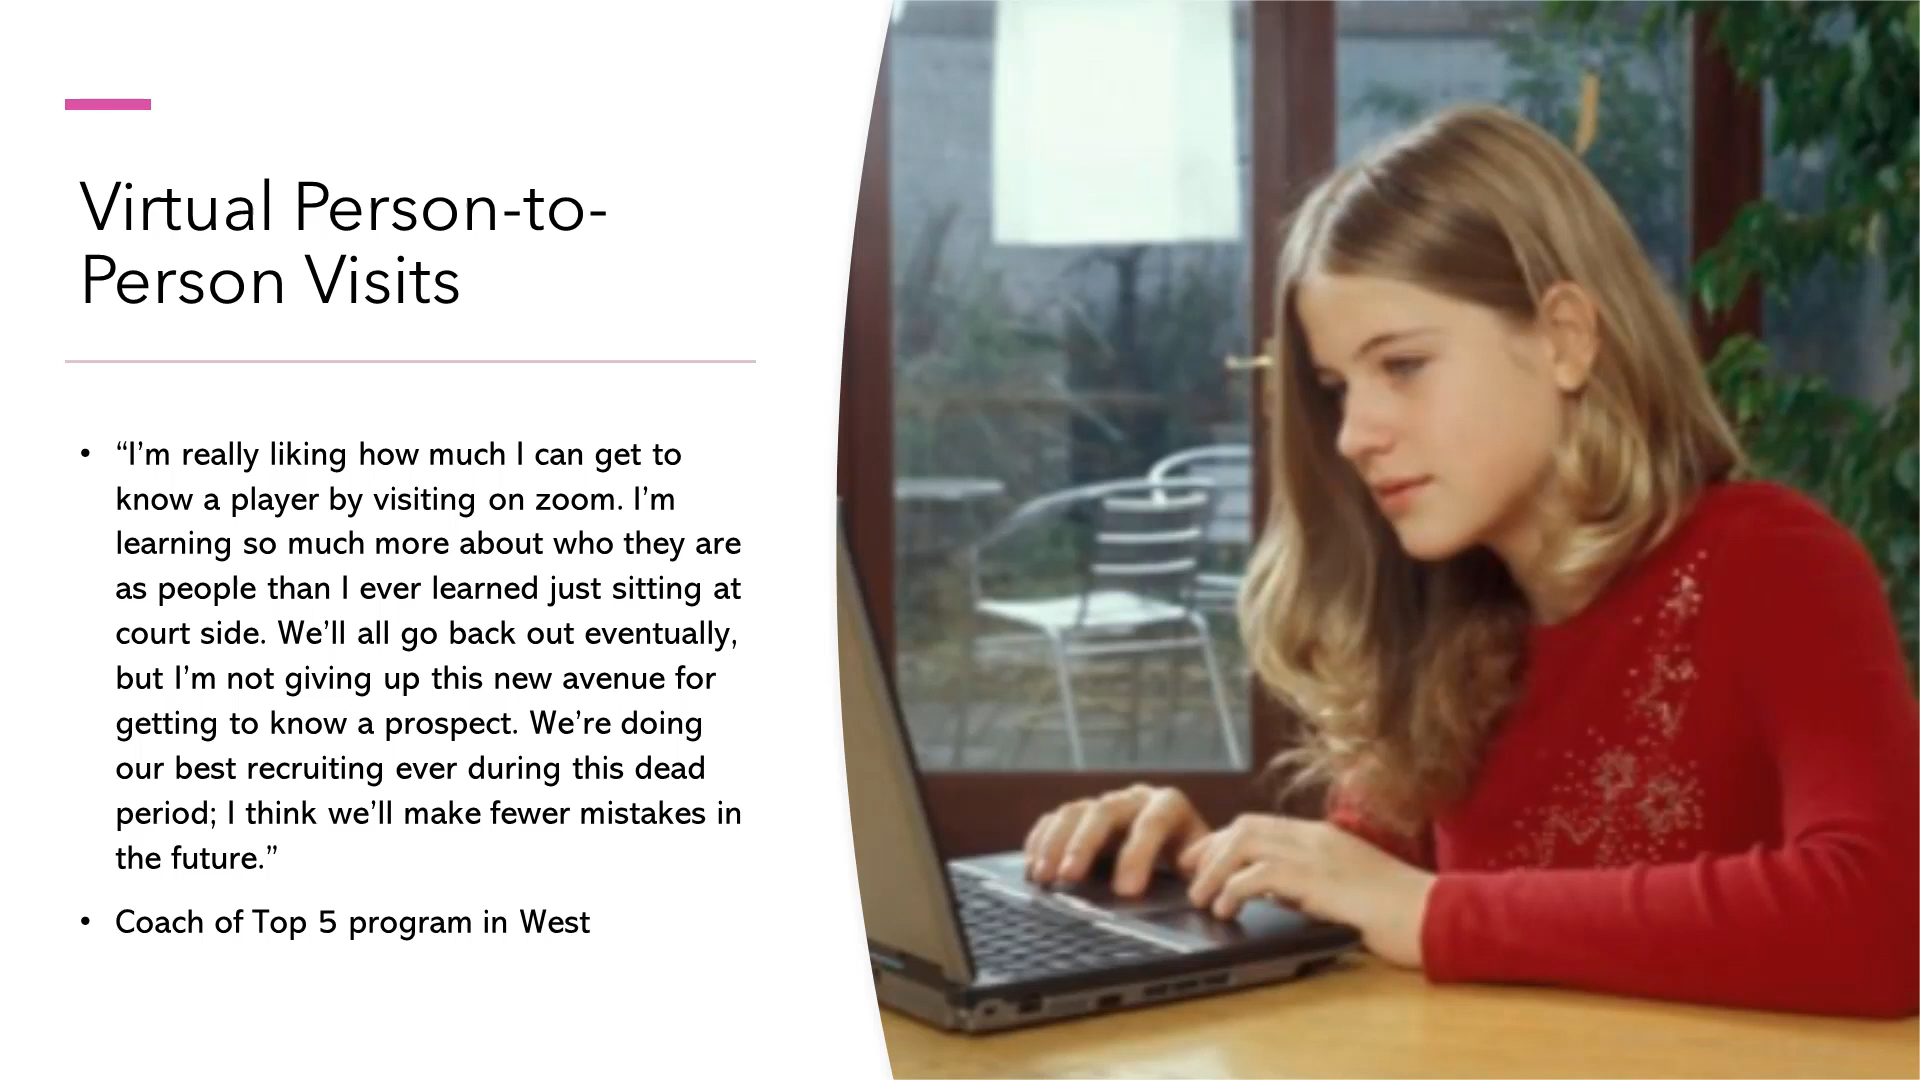 Virtual Person-to-
Person Visits
• “I’m really liking how much I can get to
know a player by visiting on zoom. I’m
learning so much more about who they are
as people than I ever learned just sitting at
court side. We’ll all go back out eventually,
but I’m not giving up this new avenue for
getting to know a prospect. We’re doing
our best recruiting ever during this dead
period; I think we’ll make fewer mistakes in
the future.”
• Coach of Top 5 program in West